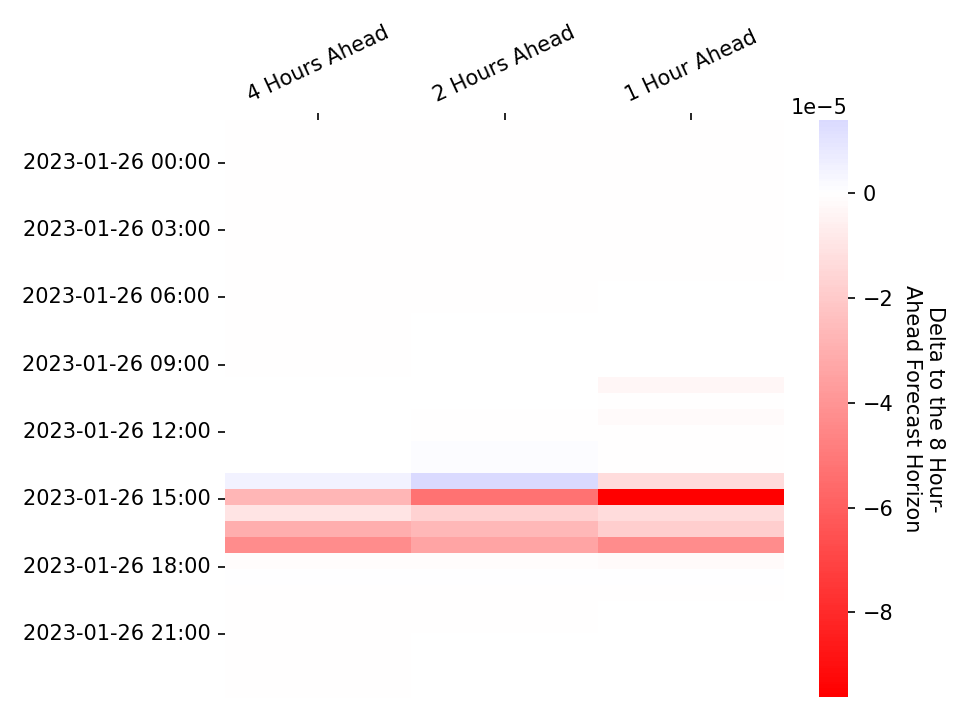 4 Hours Ahead
2 Hours Ahead
1 Hour Ahead
1e−5
2023-01-26 00:00
2023-01-26 03:00
2023-01-26 06:00
2023-01-26 09:00
2023-01-26 12:00
2023-01-26 15:00
2023-01-26 18:00
2023-01-26 21:00
0
−2
−4
−6
−8
Delta to the 8 Hour-
Ahead Forecast Horizon